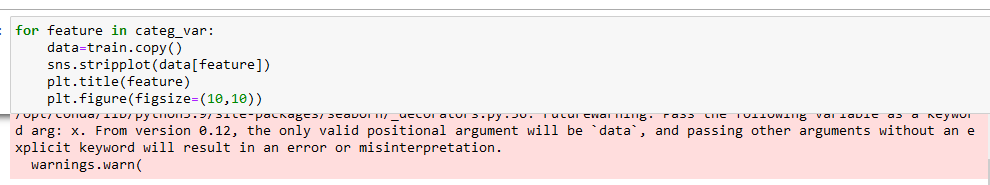 for feature in categ_var:
    data=train.copy()
    sns.stripplot(data[feature])
    plt.title(feature)
    plt.figure(figsize=(10,10))
/opt/conda/lib/python3.9/site-packages/seaborn/_decorators.py:36: FutureWarning: Pass the following variable as a keywor
d arg: x. From version 0.12, the only valid positional argument will be `data`, and passing other arguments without an e
xplicit keyword will result in an error or misinterpretation.
  warnings.warn(